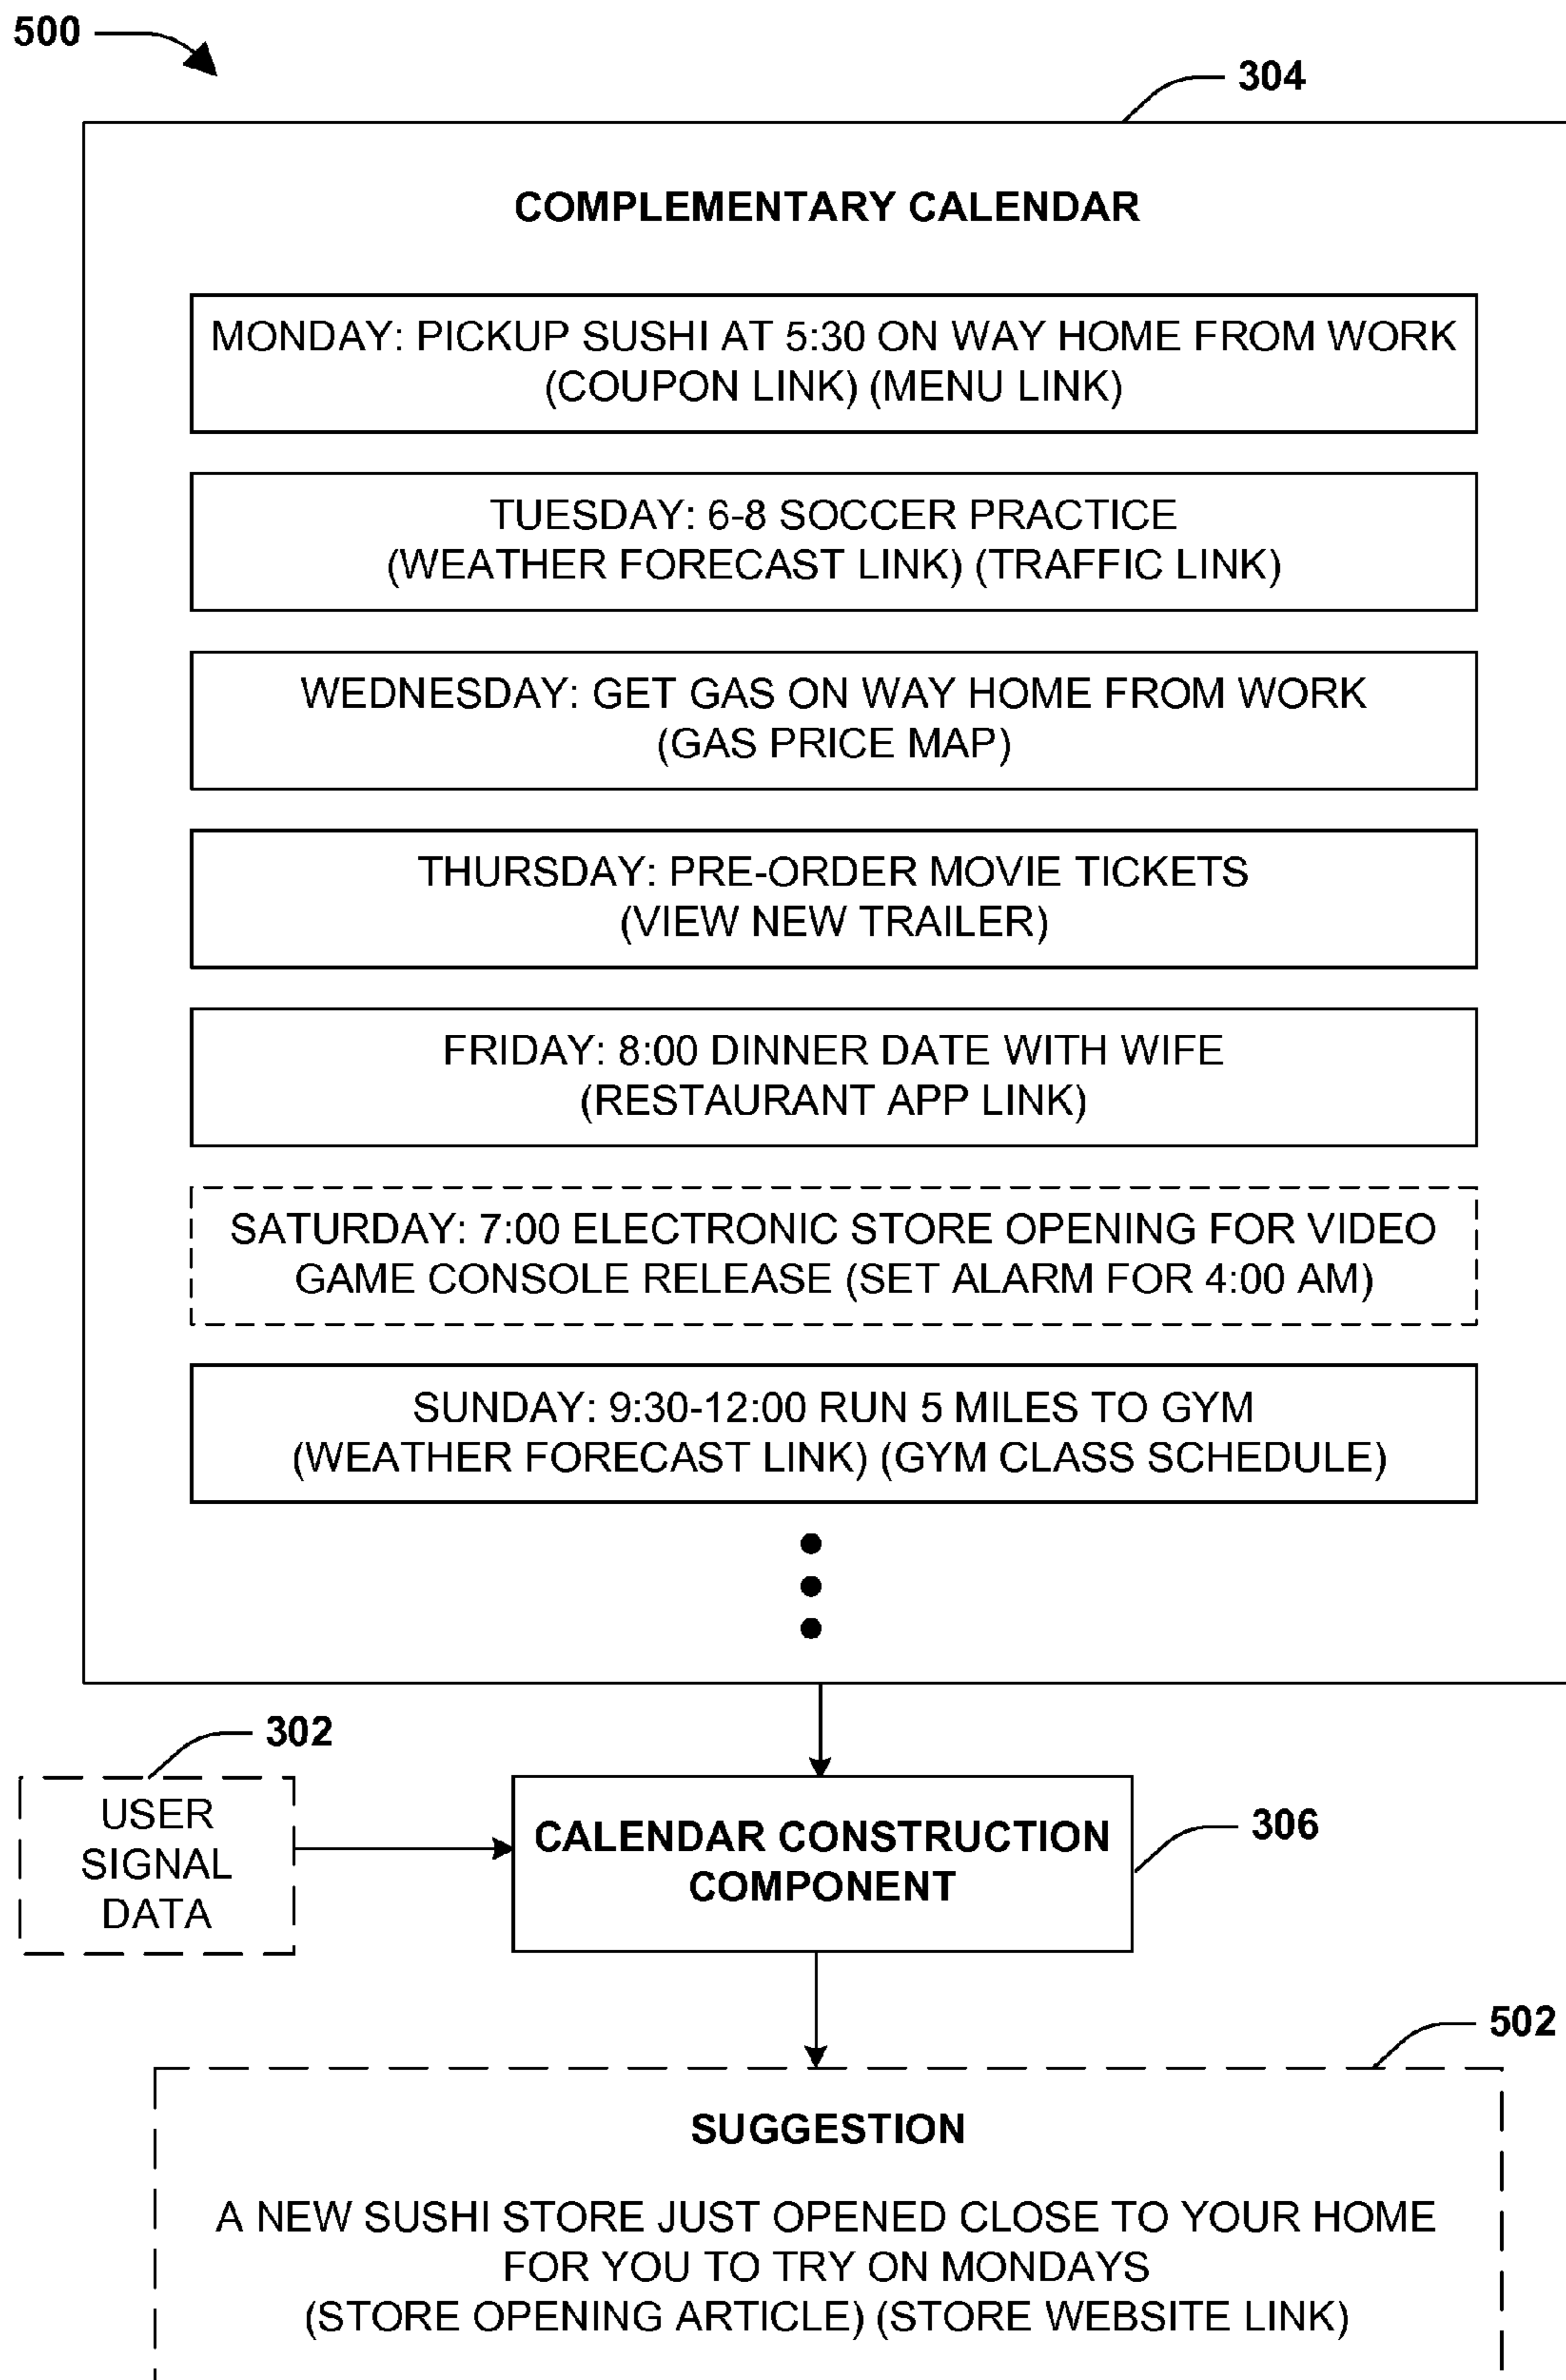 500
304
COMPLEMENTARY CALENDAR
MONDAY: PICKUP SUSHI AT 5:30 ON WAY HOME FROM WORK
(COUPON LINK) (MENU LINK)
TUESDAY: 6-8 SOCCER PRACTICE
(WEATHER FORECAST LINK) (TRAFFIC LINK)
WEDNESDAY: GET GAS ON WAY HOME FROM WORK
(GAS PRICE MAP)
THURSDAY: PRE-ORDER MOVIE TICKETS
(VIEW NEW TRAILER)
FRIDAY: 8:00 DINNER DATE WITH WIFE
(RESTAURANT APP LINK)
SATURDAY: 7:00 ELECTRONIC STORE OPENING FOR VIDEO
GAME CONSOLE RELEASE (SET ALARM FOR 4:00 AM)
SUNDAY: 9:30-12:00 RUN 5 MILES TO GYM
(WEATHER FORECAST LINK) (GYM CLASS SCHEDULE)
302
USER
SIGNAL
DATA
CALENDAR CONSTRUCTION
COMPONENT
306
502
SUGGESTION
A NEW SUSHI STORE JUST OPENED CLOSE TO YOUR HOME
FOR YOU TO TRY ON MONDAYS
(STORE OPENING ARTICLE) (STORE WEBSITE LINK)